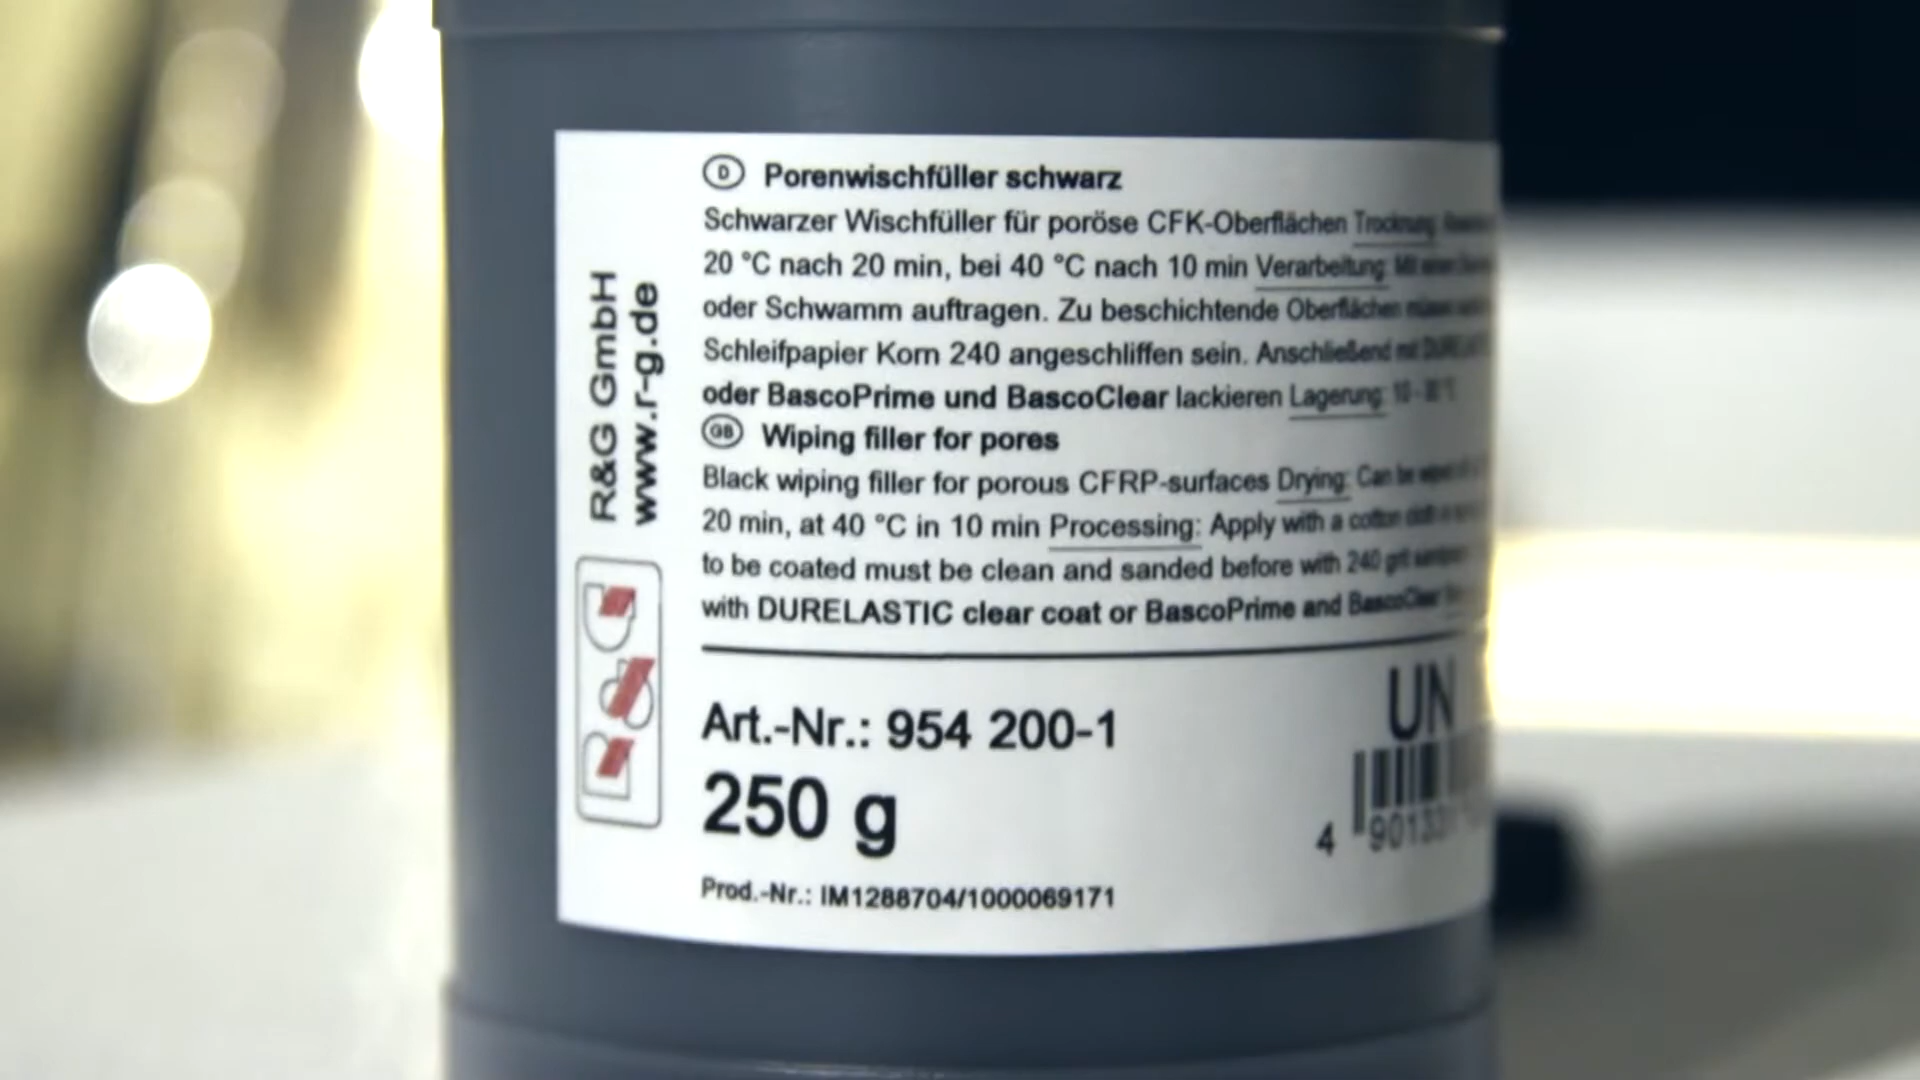 D Porenwischfüller schwarz
Schwarzer Wischfüller für poröse CFK-Oberflächen Trocknung:
20 °C nach 20 min, bei 40 °C nach 10 min Verarbeitung: Mit
oder Schwamm auftragen. Zu beschichtende Oberflächen müssen
Schleifpapier Korn 240 angeschliffen sein. Anschließend mit
oder BascoPrime und BascoClear lackieren Lagerung:
GB Wiping filler for pores
Black wiping filler for porous CFRP-surfaces Drying: Can be
20 min, at 40 °C in 10 min Processing: Apply with a cotton
to be coated must be clean and sanded before with 240 grit
with DURELASTIC clear coat or BascoPrime and BascoClear
R&G GmbH
www.r-g.de
R&G
Art.-Nr.: 954 200-1
UN
250 g
4 90133
Prod.-Nr.: IM1288704/1000069171